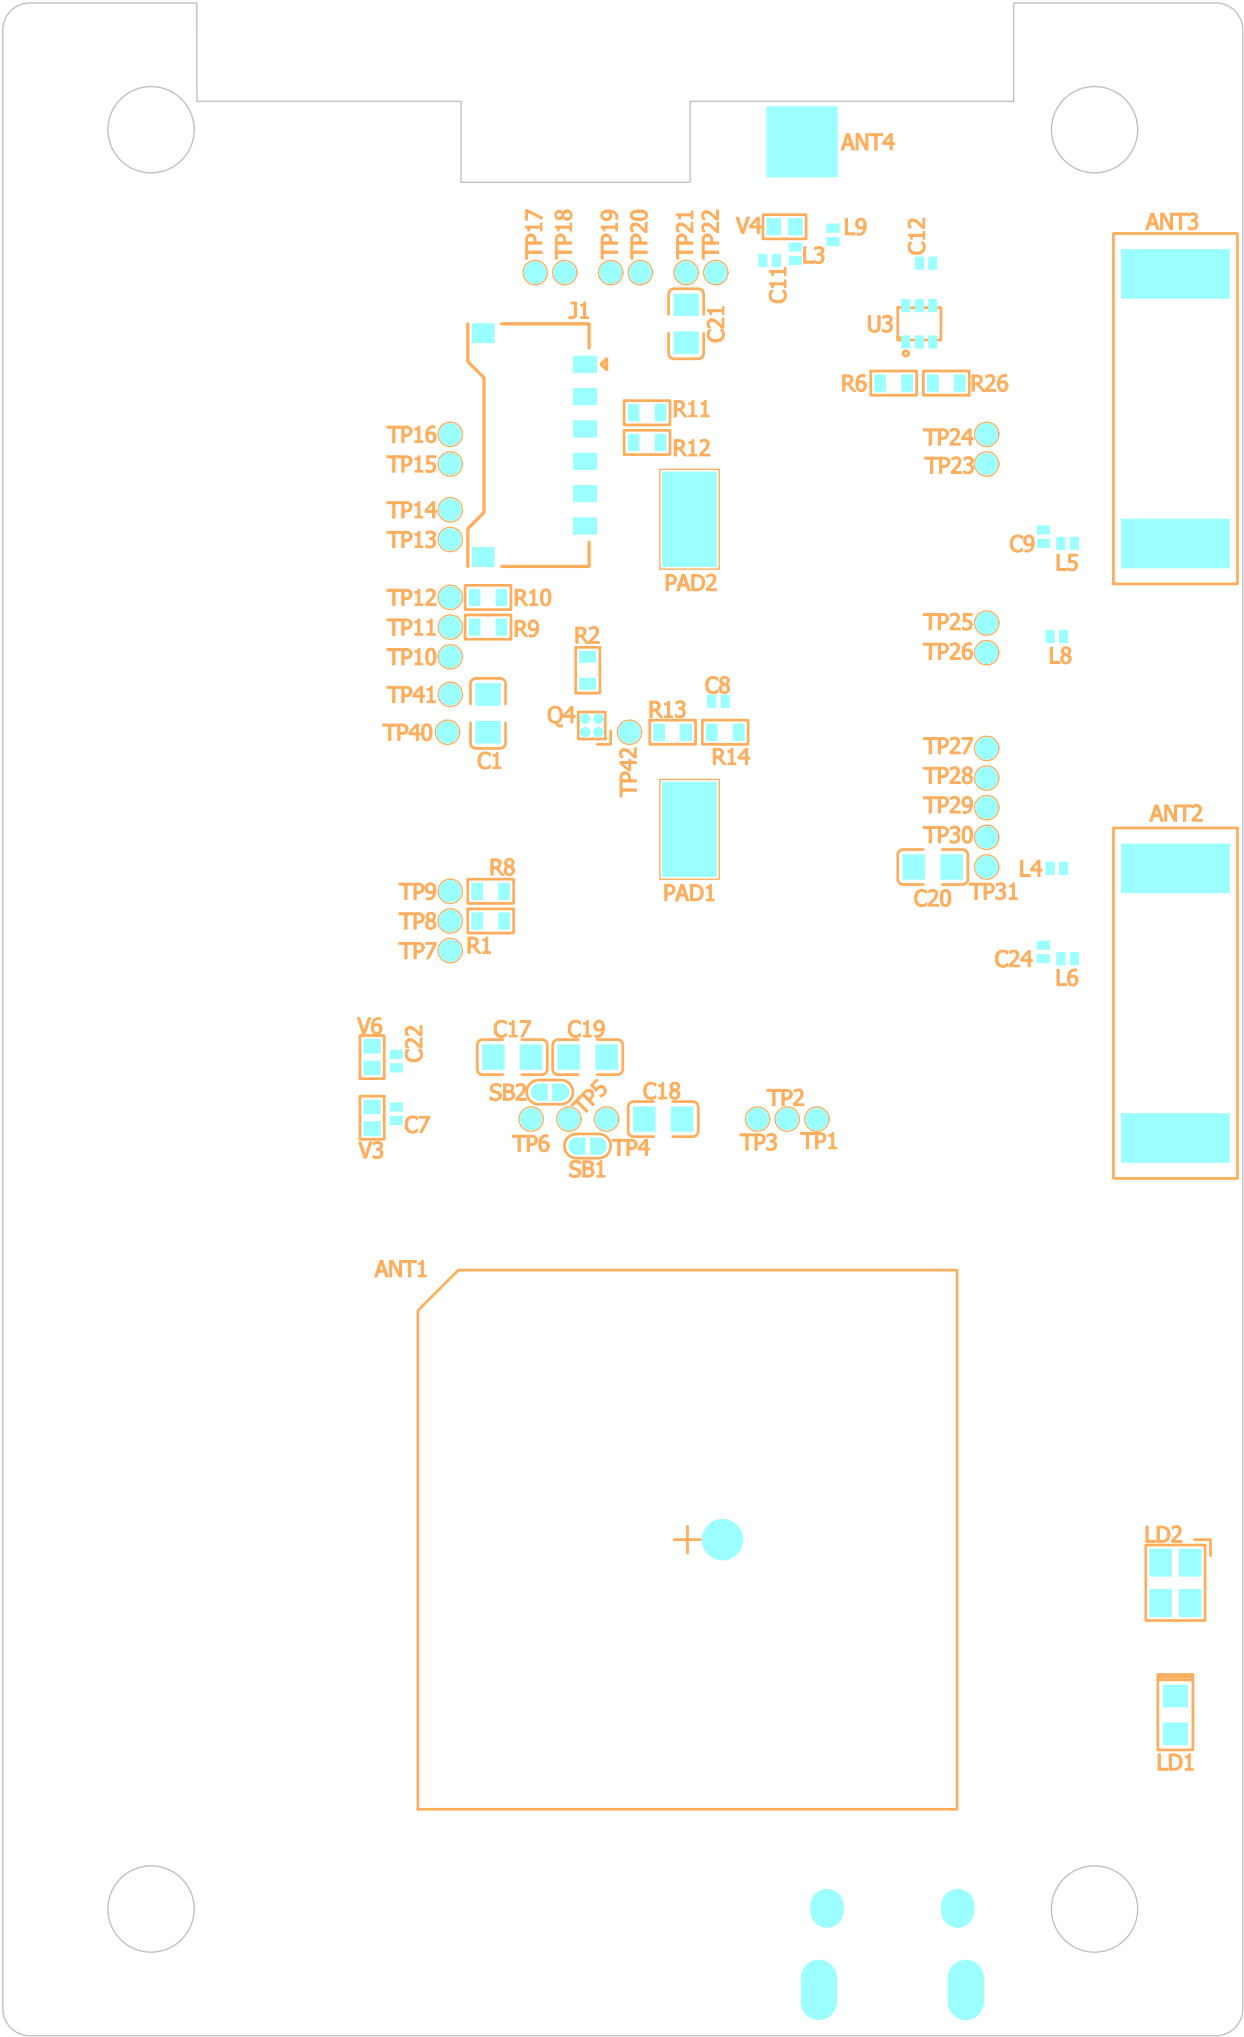 ANT4
TP17
TP18
TP19
TP20
TP21
TP22
V4
L9
L3
C11
C12
ANT3
J1
C21
U3
R6
R26
R11
R12
TP16
TP15
TP24
TP23
TP14
TP13
C9
L5
PAD2
TP12
R10
TP11
R9
TP10
R2
TP25
TP26
L8
TP41
TP40
C1
Q4
TP42
C8
R13
R14
TP27
TP28
TP29
TP30
TP31
C20
ANT2
L4
PAD1
R8
TP9
TP8
TP7
R1
C24
L6
V6
C22
C7
V3
C17
C19
SB2
TP5
C18
TP2
TP6
TP4
TP3
TP1
SB1
ANT1
LD2
LD1